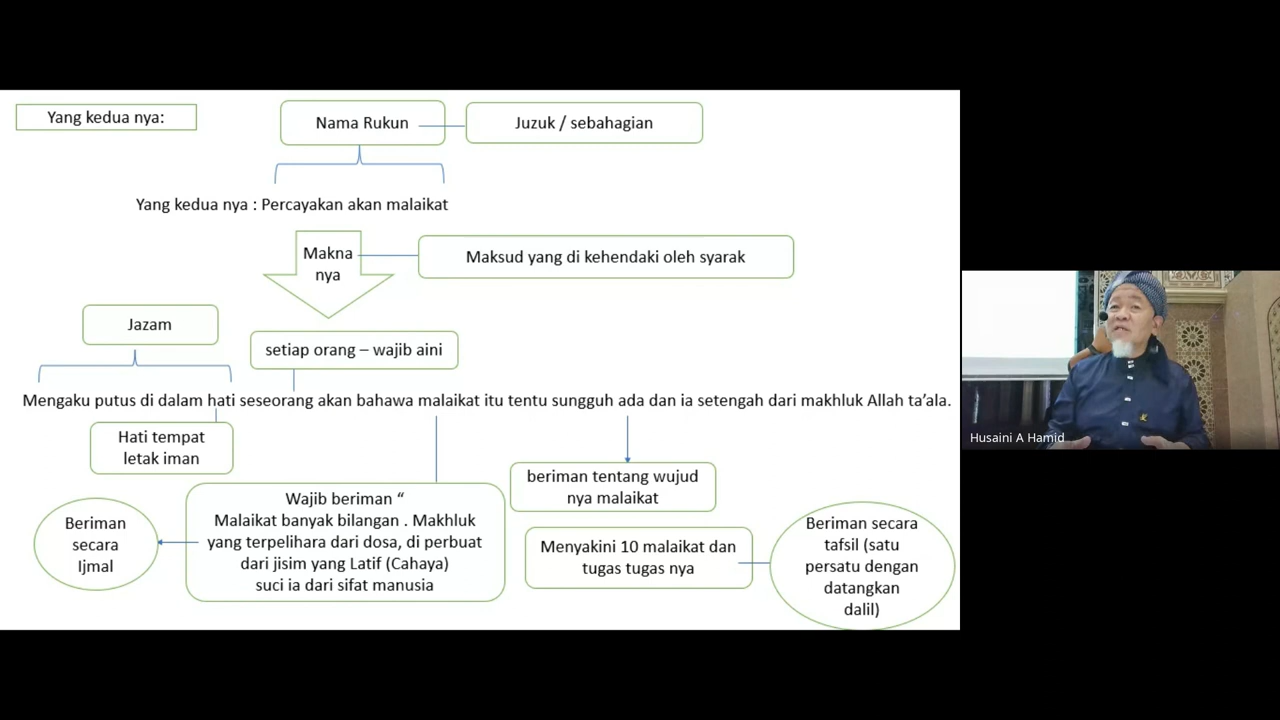 Yang kedua nya:
Nama Rukun
Juzuk / sebahagian
Yang kedua nya : Percayakan akan malaikat
Makna
nya
Maksud yang di kehendaki oleh syarak
Jazam
setiap orang – wajib aini
Mengaku putus di dalam hati seseorang akan bahawa malaikat itu tentu sungguh ada dan ia setengah dari makhluk Allah ta’ala.
Hati tempat
letak iman
beriman tentang wujud
nya malaikat
Beriman
secara
Ijmal
Wajib beriman “
Malaikat banyak bilangan . Makhluk
yang terpelihara dari dosa, di perbuat
dari jisim yang Latif (Cahaya)
suci ia dari sifat manusia
Menyakini 10 malaikat dan
tugas tugas nya
Beriman secara
tafsil (satu
persatu dengan
datangkan
dalil)
Husaini A Hamid